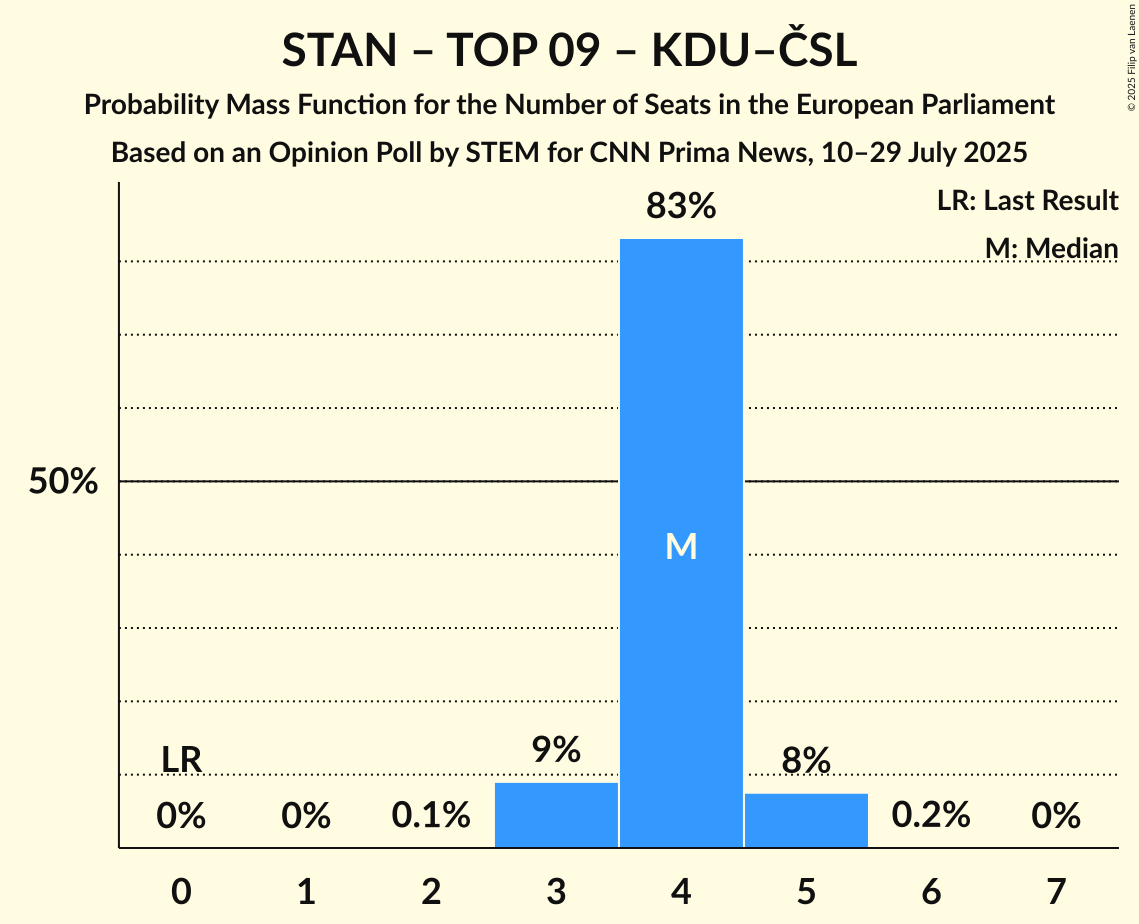 STAN – TOP 09 – KDU–ČSL
Probability Mass Function for the Number of Seats in the European Parliament
Based on an Opinion Poll by STEM for CNN Prima News, 10–29 July 2025
© 2025 Filip van Laenen
LR: Last Result
M: Median
83%
50%
M
LR
9%
8%
0%
0%
0.1%
0.2%
0%
0 1 2 3 4 5 6 7